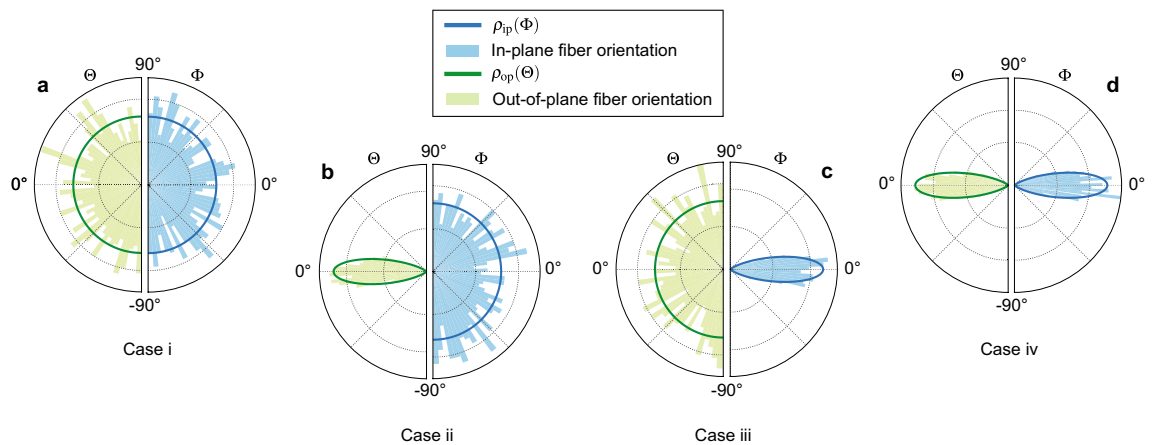 ρip(Φ)
In-plane fiber orientation
ρop(Θ)
Out-of-plane fiber orientation
a
Θ
90°
Φ
0°
0°
-90°
Case i
b
Θ
90°
Φ
0°
0°
-90°
Case ii
c
Θ
90°
Φ
0°
0°
-90°
Case iii
d
Θ
90°
Φ
0°
0°
-90°
Case iv